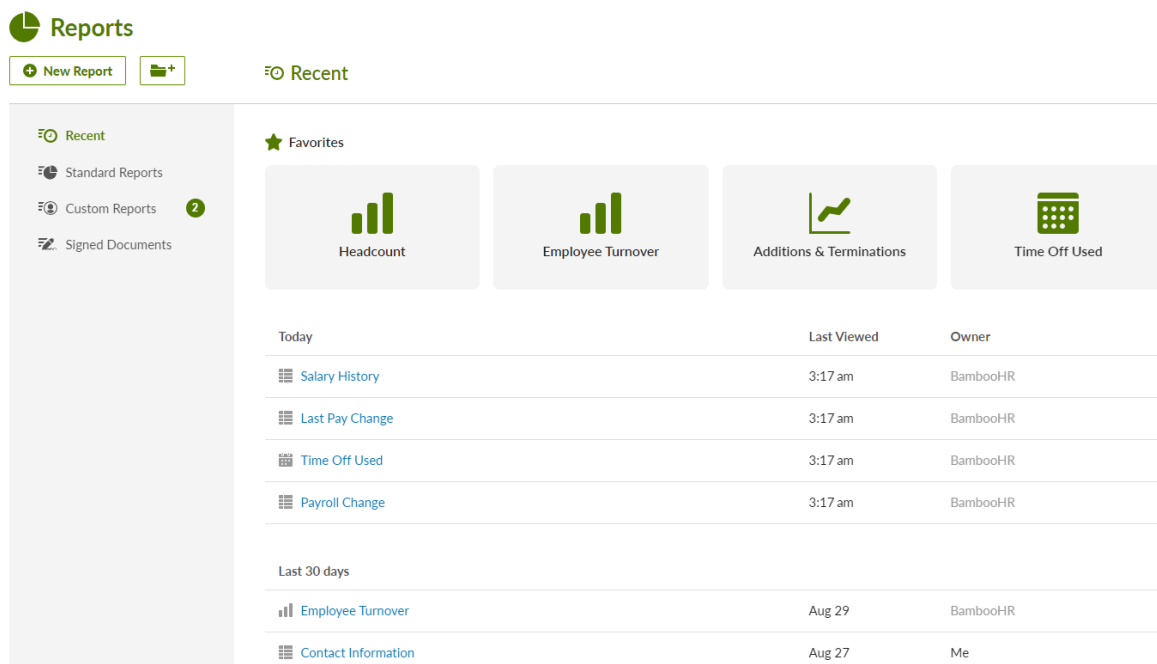 Reports
New Report
Recent
Recent
Standard Reports
Custom Reports 2
Signed Documents
Favorites
Headcount
Employee Turnover
Additions & Terminations
Time Off Used
Today Last Viewed Owner
Salary History 3:17 am BambooHR
Last Pay Change 3:17 am BambooHR
Time Off Used 3:17 am BambooHR
Payroll Change 3:17 am BambooHR
Last 30 days
Employee Turnover Aug 29 BambooHR
Contact Information Aug 27 Me